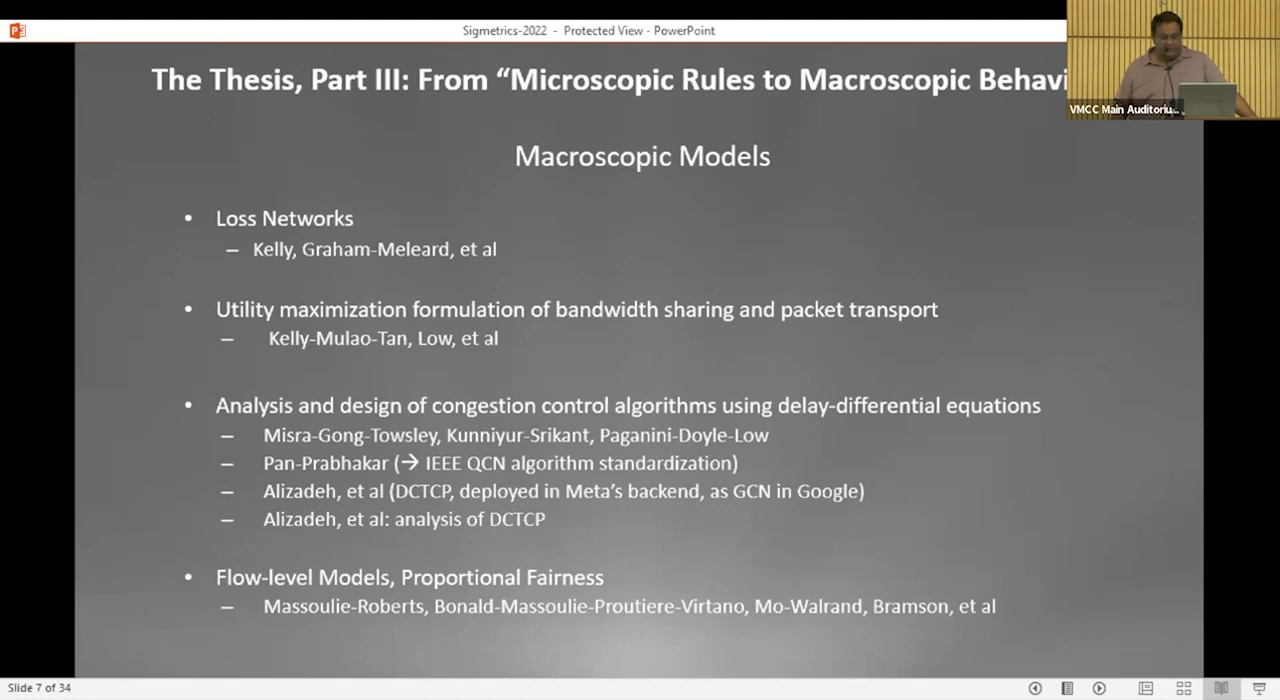 Sigmetrics-2022 - Protected View - PowerPoint
The Thesis, Part III: From “Microscopic Rules to Macroscopic Behavi
VMCC Main Auditoriu...
Macroscopic Models
• Loss Networks
– Kelly, Graham-Meleard, et al
• Utility maximization formulation of bandwidth sharing and packet transport
– Kelly-Mulao-Tan, Low, et al
• Analysis and design of congestion control algorithms using delay-differential equations
– Misra-Gong-Towsley, Kunniyur-Srikant, Paganini-Doyle-Low
– Pan-Prabhakar (→ IEEE QCN algorithm standardization)
– Alizadeh, et al (DCTCP, deployed in Meta’s backend, as GCN in Google)
– Alizadeh, et al: analysis of DCTCP
• Flow-level Models, Proportional Fairness
– Massoulie-Roberts, Bonald-Massoulie-Proutiere-Virtano, Mo-Walrand, Bramson, et al
Slide 7 of 34